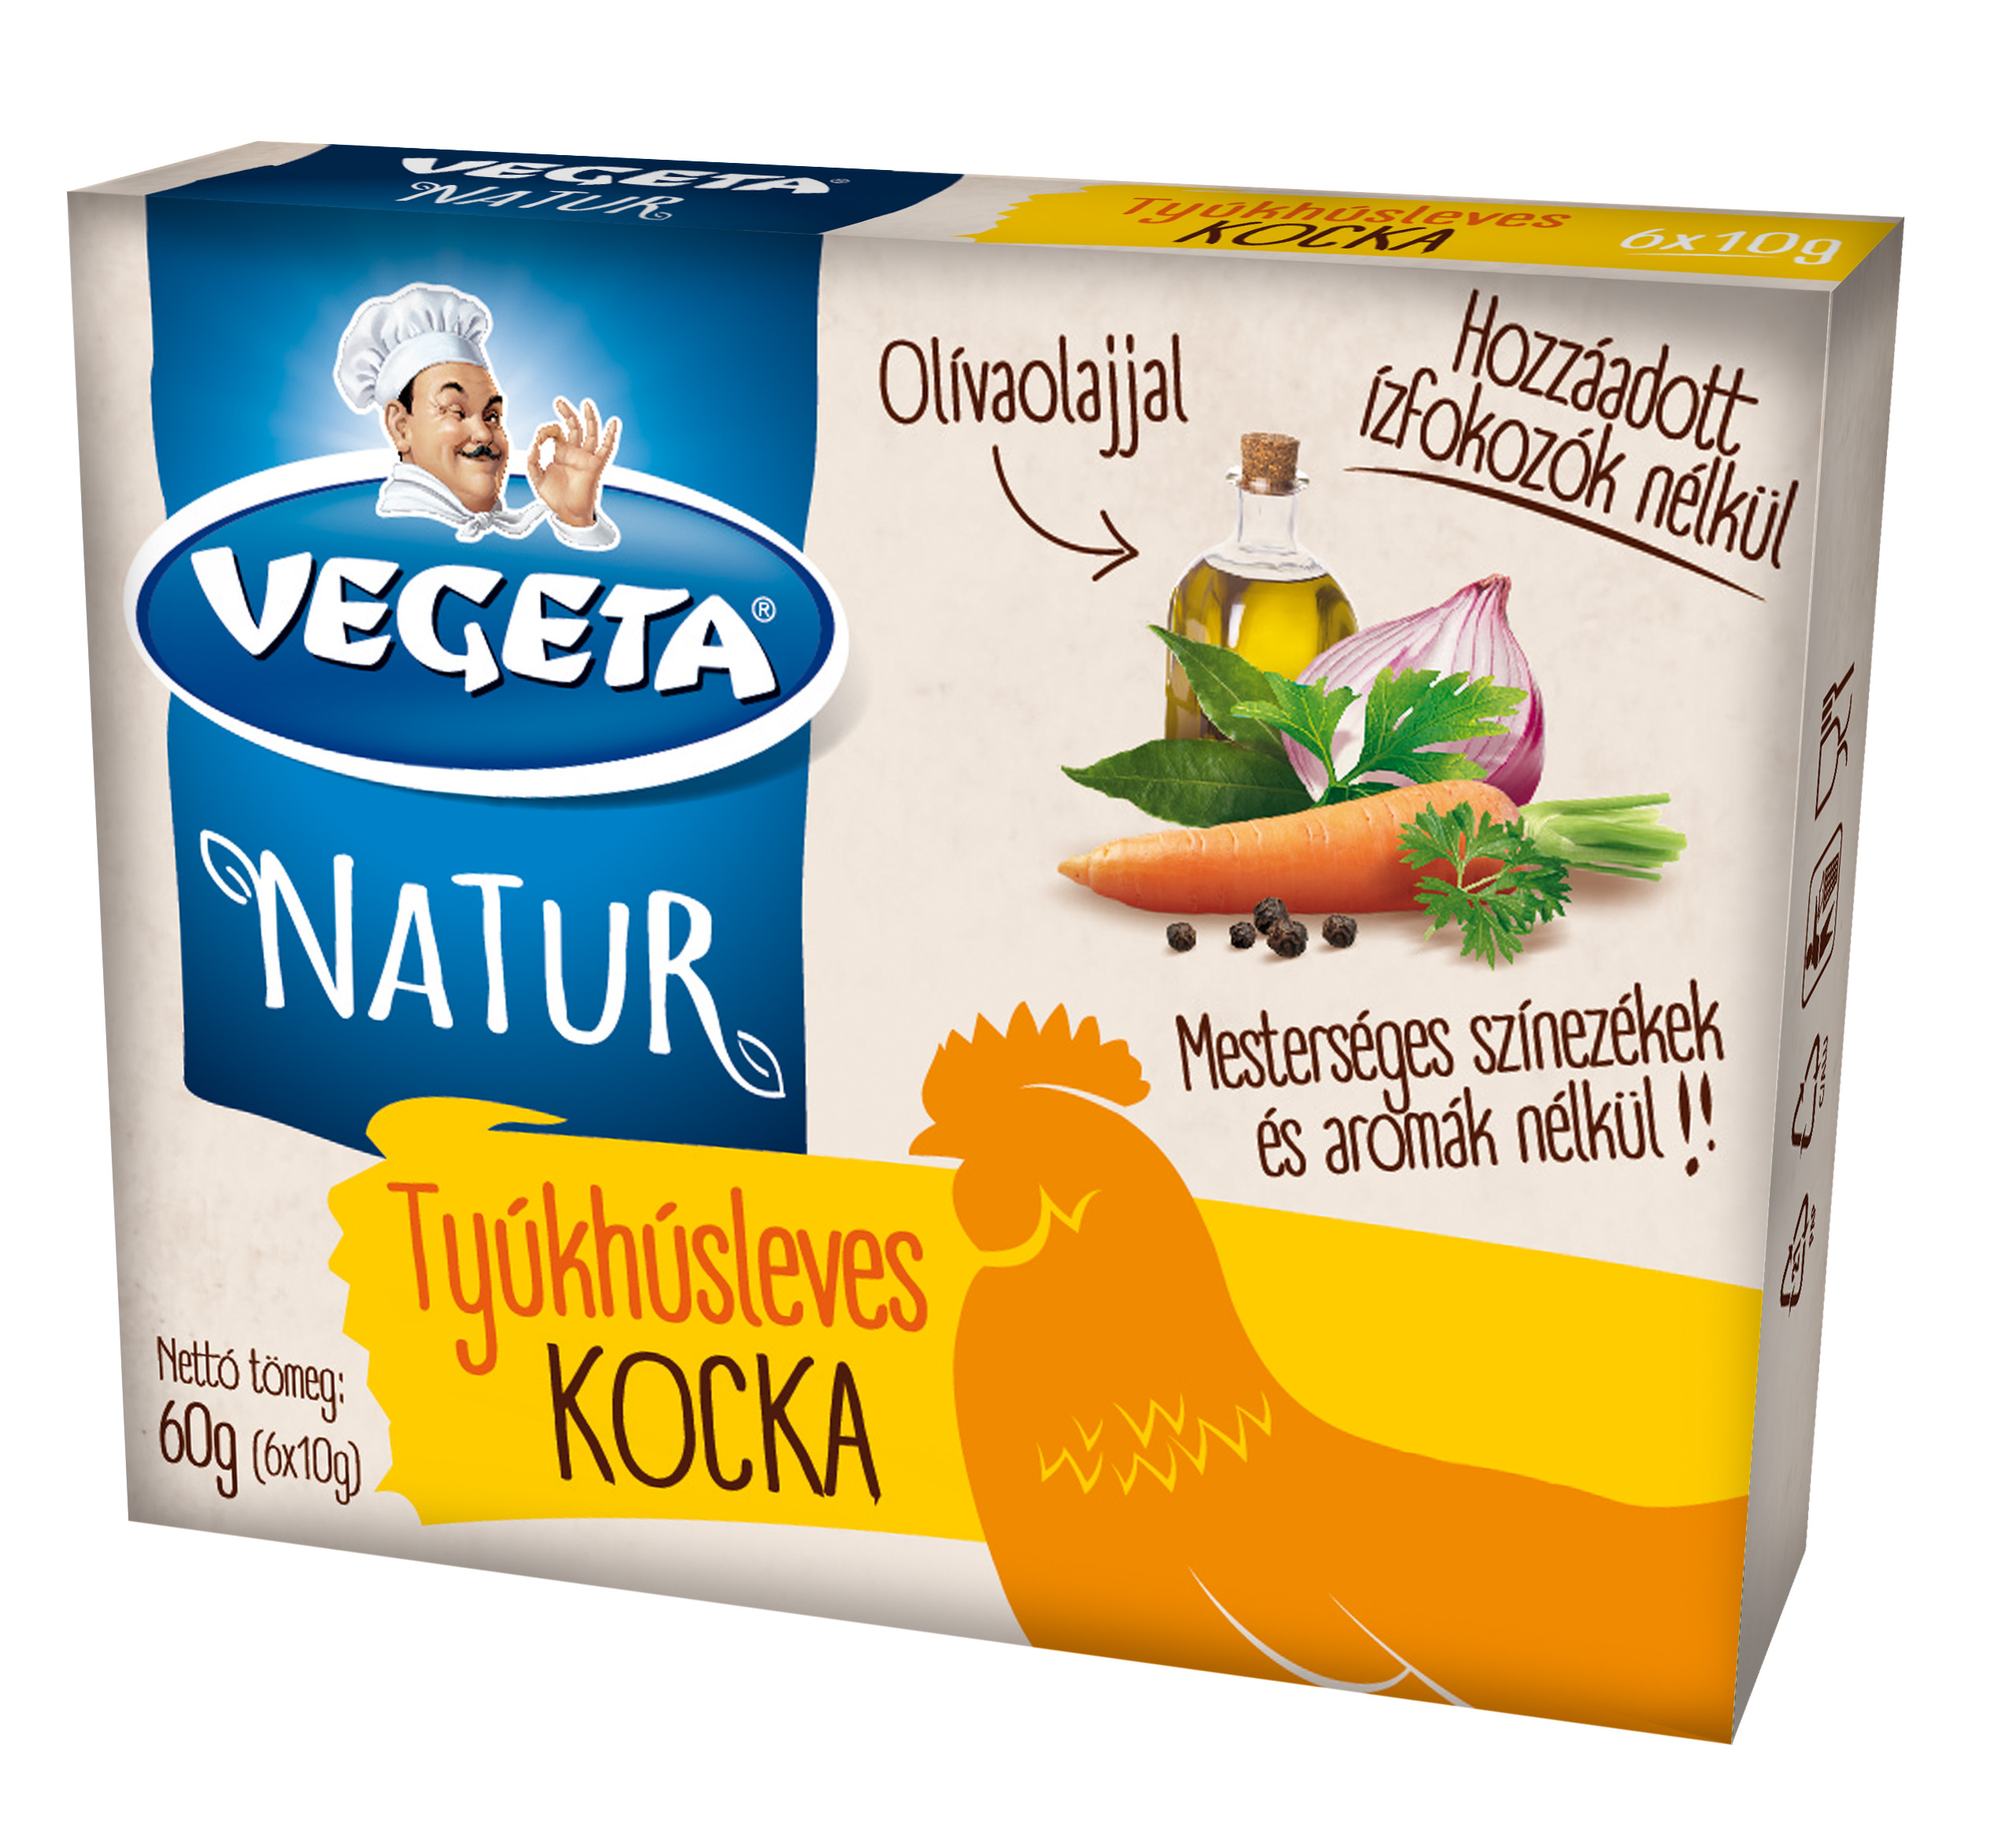 VEGETA®
NATUR
Tyúkhúsleves
KOCKA
6x10g
VEGETA®
NATUR
Olívaolajjal
Hozzáadott
ízfokozók nélkül
Mesterséges színezékek
és aromák nélkül!!
Tyúkhúsleves
KOCKA
Nettó tömeg:
60g (6x10g)